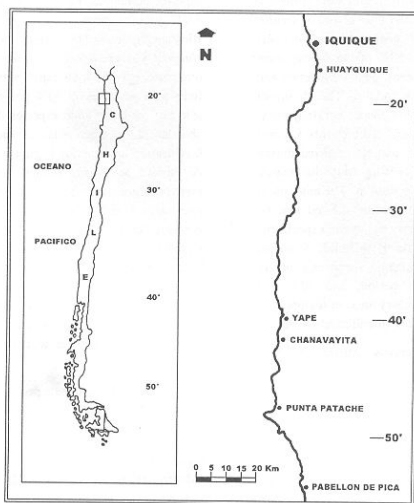 20'
C
H
I
L
E
OCEANO
PACIFICO
30'
40'
50'
N
IQUIQUE
HUAYQUIQUE
—20'
—30'
—40'
YAPE
CHANAVAYITA
PUNTA PATACHE
—50'
PABELLON DE PICA
0 5 10 15 20 Km